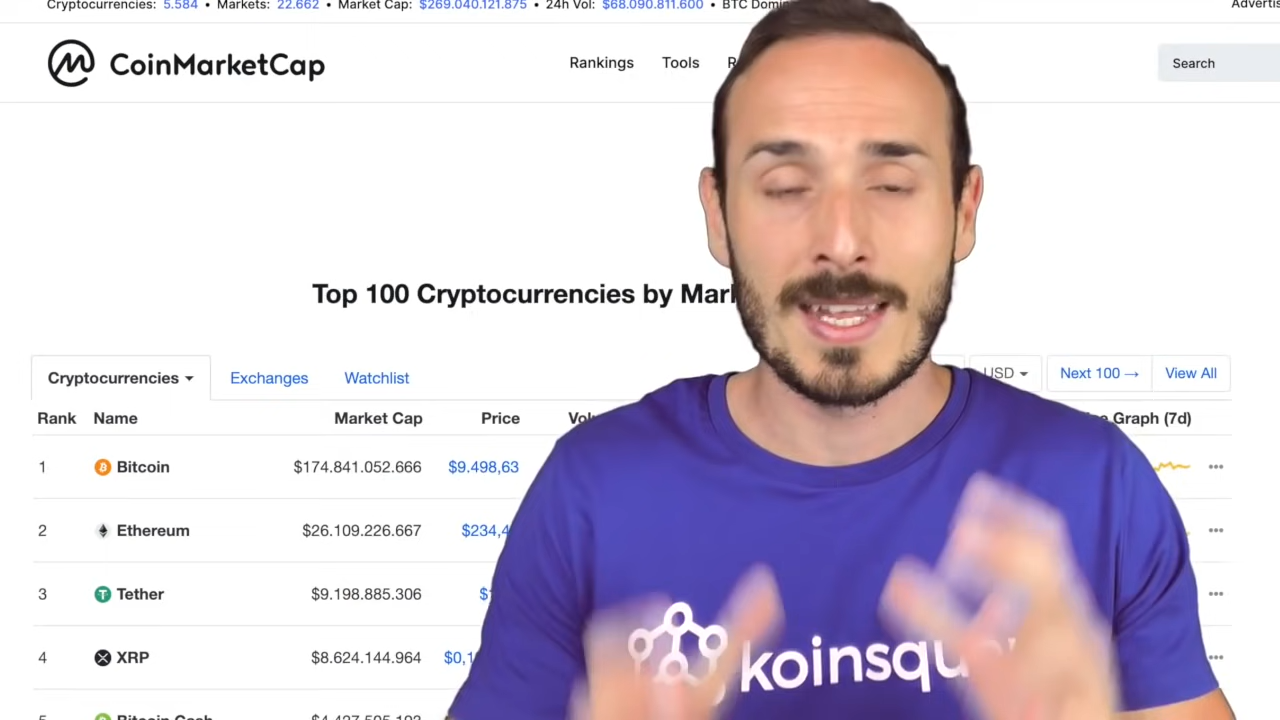 Cryptocurrencies: 5.584 • Markets: 22.662 • Market Cap: $269.040.121.875 • 24h Vol: $68.090.811.600 • BTC
CoinMarketCap
Rankings Tools
Search
Top 100 Cryptocurrencies by
Cryptocurrencies Exchanges Watchlist USD Next 100 → View All
Rank Name Market Cap Price Graph (7d)
1 Bitcoin $174.841.052.666 $9.498,63
2 Ethereum $26.109.226.667 $234,4
3 Tether $9.198.885.306
4 XRP $8.624.144.964
koinsqu